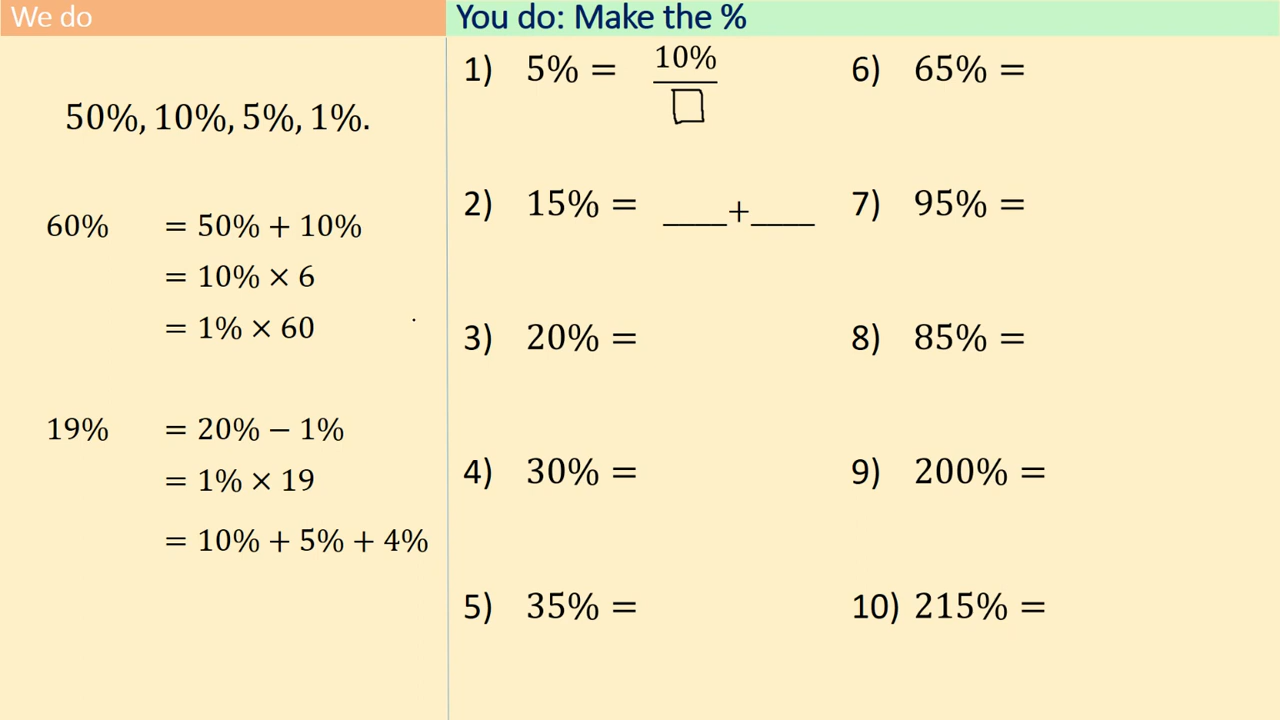 We do
50%, 10%, 5%, 1%.
60% = 50% + 10%
= 10% × 6
= 1% × 60
19% = 20% − 1%
= 1% × 19
= 10% + 5% + 4%
You do: Make the %
1) 5% = 10%/□
2) 15% = ____+____
3) 20% =
4) 30% =
5) 35% =
6) 65% =
7) 95% =
8) 85% =
9) 200% =
10) 215% =